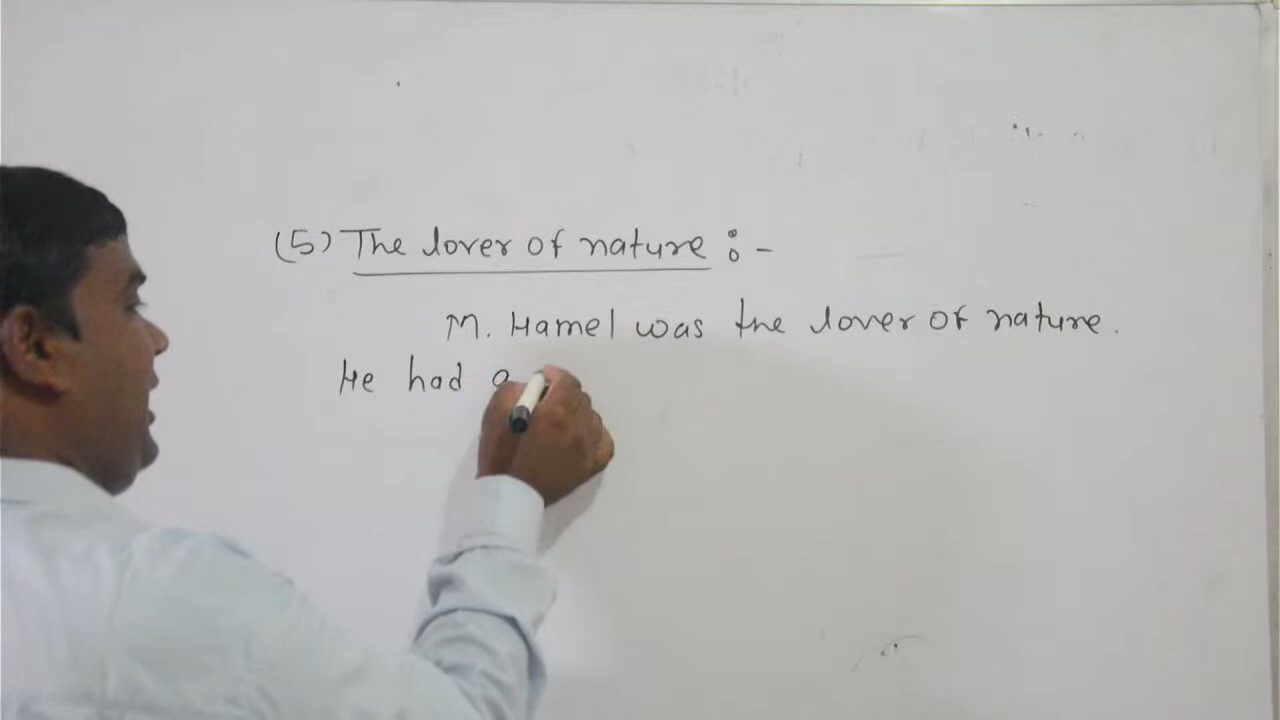 (5) The lover of nature :-
M. Hamel was the lover of nature.
He had a